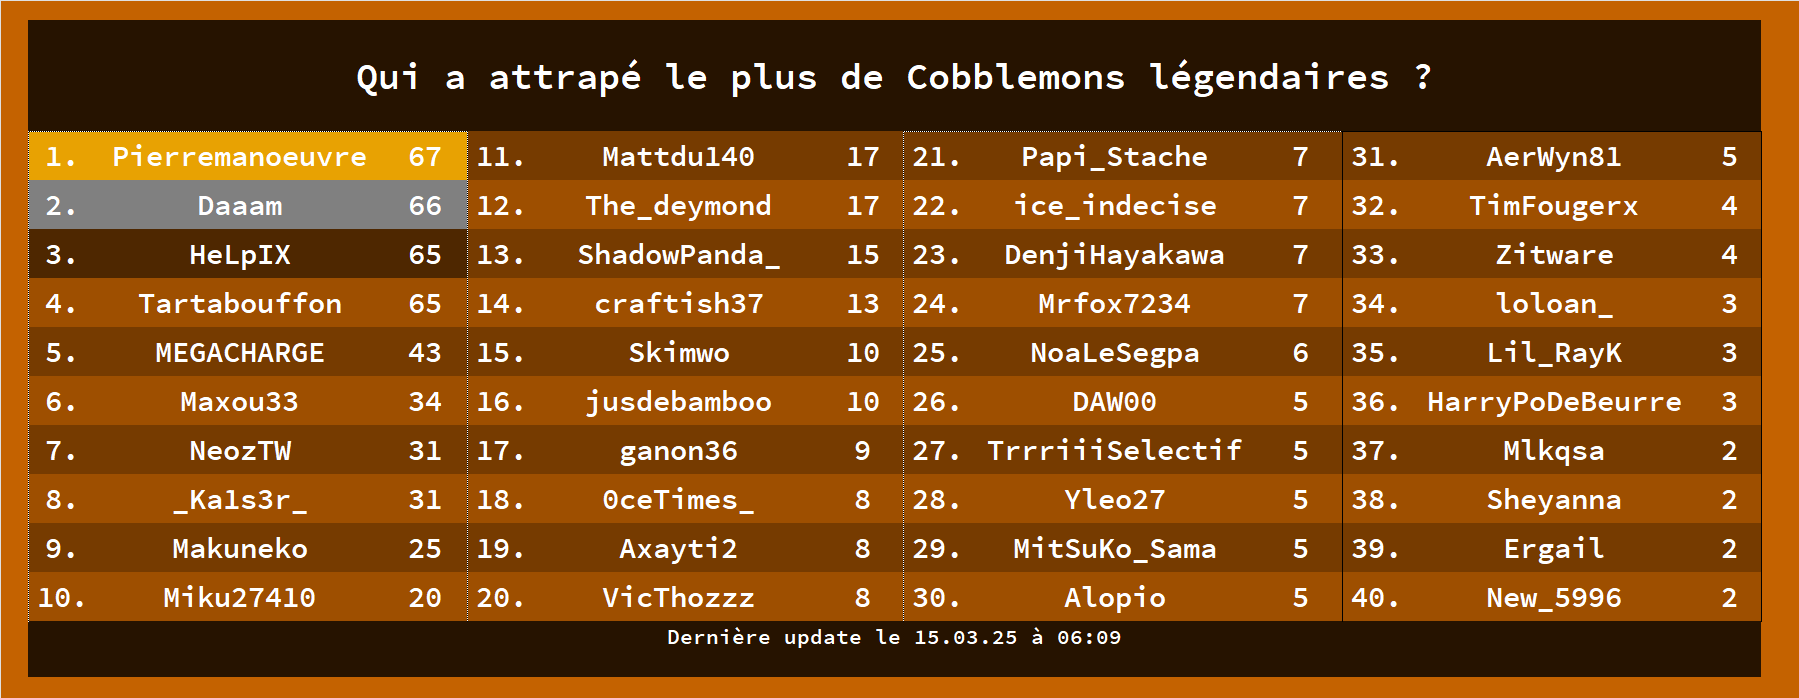 Qui a attrapé le plus de Cobblemons légendaires ?
1. Pierremanoeuvre 67
2. Daaam 66
3. HeLpIX 65
4. Tartabouffon 65
5. MEGACHARGE 43
6. Maxou33 34
7. NeozTW 31
8. _Ka1s3r_ 31
9. Makuneko 25
10. Miku27410 20
11. Mattdu140 17
12. The_deymond 17
13. ShadowPanda_ 15
14. craftish37 13
15. Skimwo 10
16. jusdebamboo 10
17. ganon36 9
18. 0ceTimes_ 8
19. Axayti2 8
20. VicThozzz 8
21. Papi_Stache 7
22. ice_indecise 7
23. DenjiHayakawa 7
24. Mrfox7234 7
25. NoaLeSegpa 6
26. DAW00 5
27. TrrriiiSelectif 5
28. Yleo27 5
29. MitSuKo_Sama 5
30. Alopio 5
31. AerWyn81 5
32. TimFougerx 4
33. Zitware 4
34. loloan_ 3
35. Lil_RayK 3
36. HarryPoDeBeurre 3
37. Mlkqsa 2
38. Sheyanna 2
39. Ergail 2
40. New_5996 2
Dernière update le 15.03.25 à 06:09